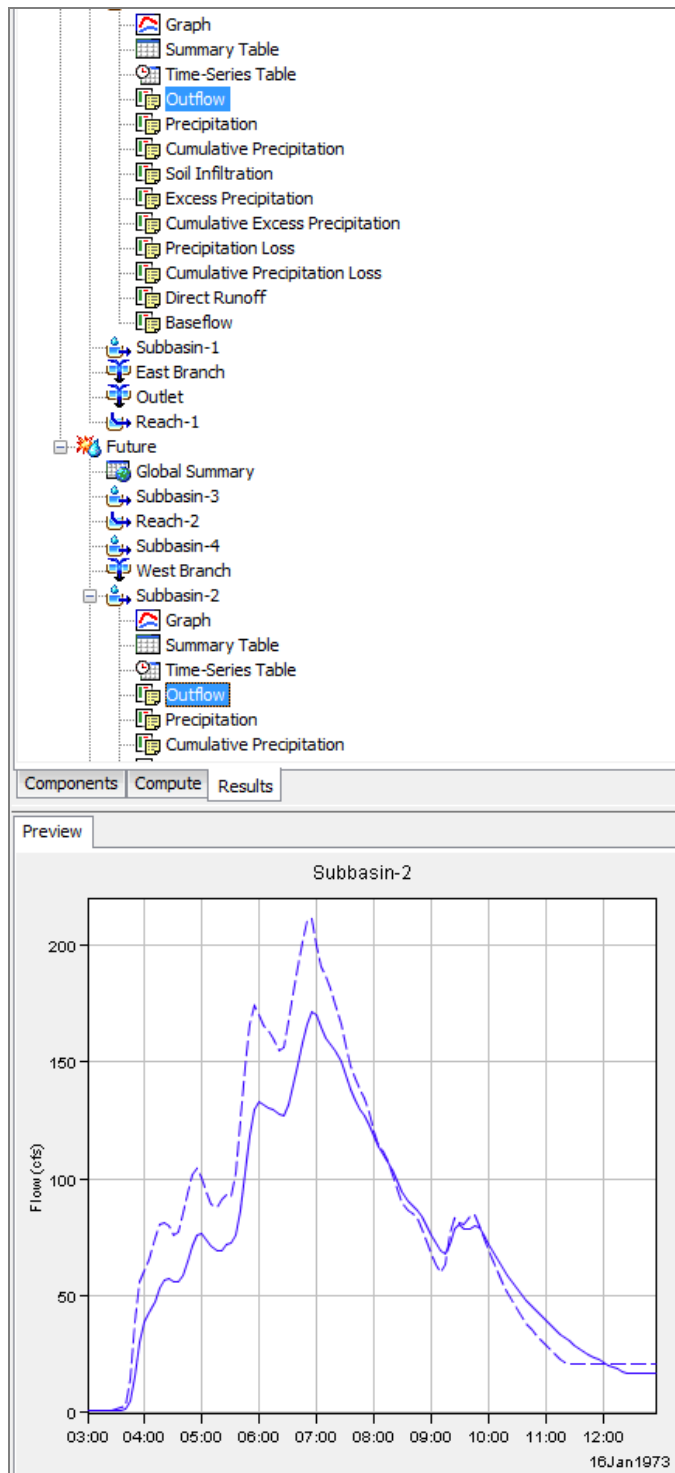 Graph
Summary Table
Time-Series Table
Outflow
Precipitation
Cumulative Precipitation
Soil Infiltration
Excess Precipitation
Cumulative Excess Precipitation
Precipitation Loss
Cumulative Precipitation Loss
Direct Runoff
Baseflow
Subbasin-1
East Branch
Outlet
Reach-1
Future
Global Summary
Subbasin-3
Reach-2
Subbasin-4
West Branch
Subbasin-2
Graph
Summary Table
Time-Series Table
Outflow
Precipitation
Cumulative Precipitation
Components Compute Results
Preview
Subbasin-2
200
150
100
50
0
Flow (cfs)
03:00 04:00 05:00 06:00 07:00 08:00 09:00 10:00 11:00 12:00
16Jan1973